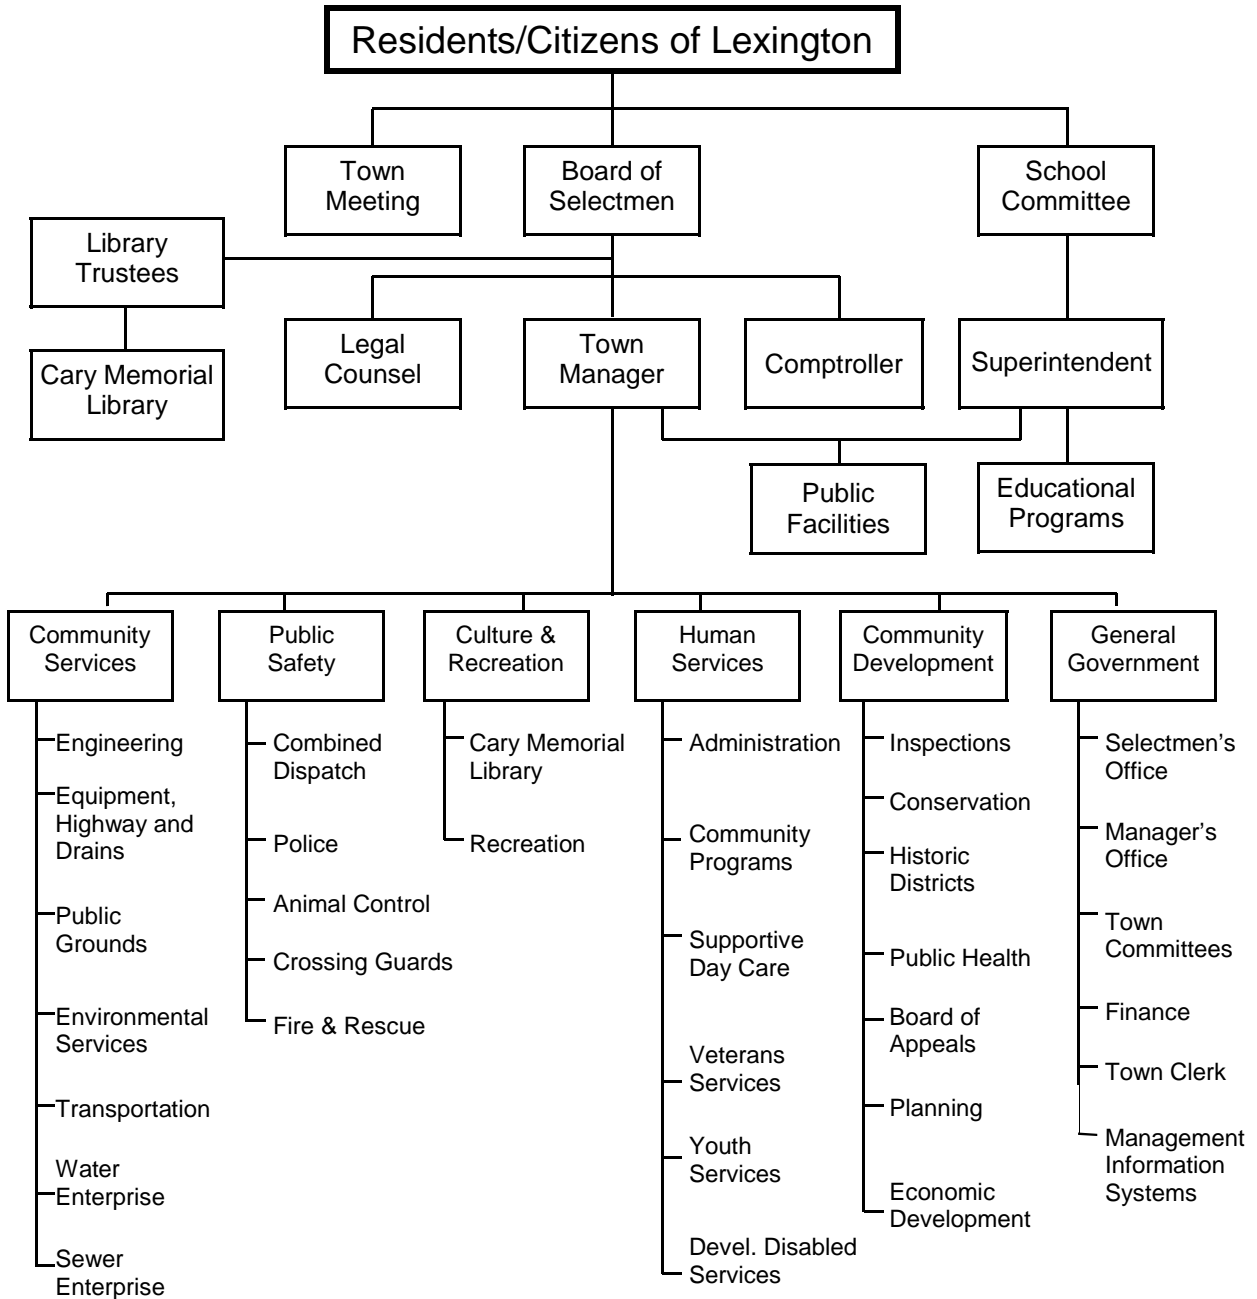 Residents/Citizens of Lexington
Town
Meeting
Board of
Selectmen
School
Committee
Library
Trustees
Cary Memorial
Library
Legal
Counsel
Town
Manager
Comptroller
Superintendent
Public
Facilities
Educational
Programs
Community
Services
Engineering
Equipment,
Highway and
Drains
Public
Grounds
Environmental
Services
Transportation
Water
Enterprise
Sewer
Enterprise
Public
Safety
Combined
Dispatch
Police
Animal Control
Crossing Guards
Fire & Rescue
Culture &
Recreation
Cary Memorial
Library
Recreation
Human
Services
Administration
Community
Programs
Supportive
Day Care
Veterans
Services
Youth
Services
Devel. Disabled
Services
Community
Development
Inspections
Conservation
Historic
Districts
Public Health
Board of
Appeals
Planning
Economic
Development
General
Government
Selectmen's
Office
Manager's
Office
Town
Committees
Finance
Town Clerk
Management
Information
Systems